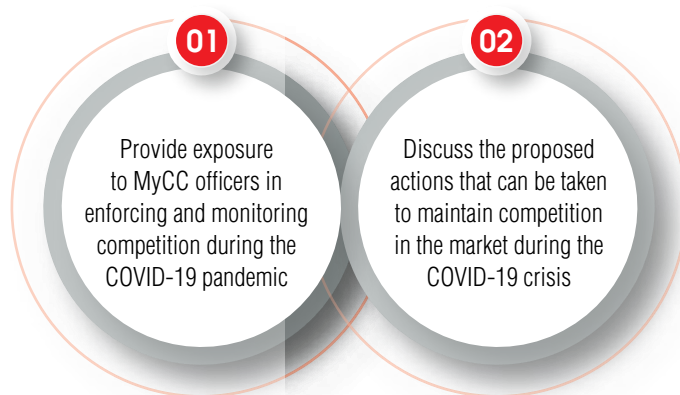 01
Provide exposure
to MyCC officers in
enforcing and monitoring
competition during the
COVID-19 pandemic
02
Discuss the proposed
actions that can be taken
to maintain competition
in the market during the
COVID-19 crisis